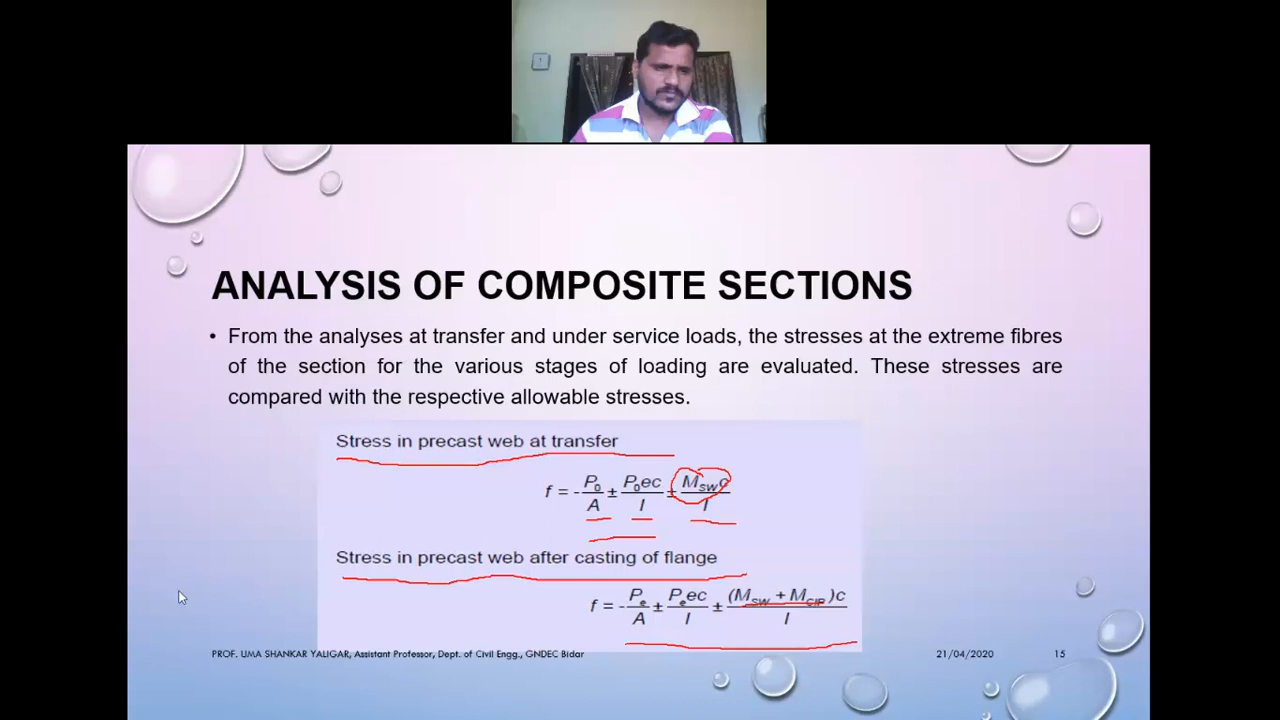 ANALYSIS OF COMPOSITE SECTIONS
• From the analyses at transfer and under service loads, the stresses at the extreme fibres
of the section for the various stages of loading are evaluated. These stresses are
compared with the respective allowable stresses.
Stress in precast web at transfer
f = - P₀/A ± P₀ec/I ± M_SW c/I
Stress in precast web after casting of flange
f = - Pₑ/A ± Pₑec/I ± (M_SW + M_CIP)c/I
PROF. UMA SHANKAR YALIGAR, Assistant Professor, Dept. of Civil Engg., GNDEC Bidar 21/04/2020 15